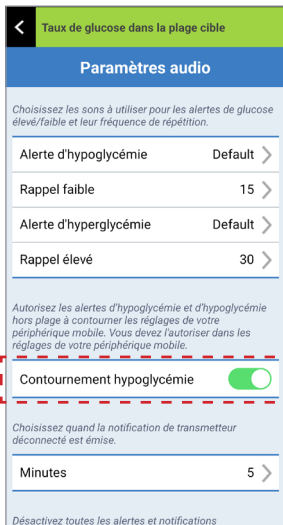 Taux de glucose dans la plage cible
Paramètres audio
Choisissez les sons à utiliser pour les alertes de glucose
élevé/faible et leur fréquence de répétition.
Alerte d'hypoglycémie Default
Rappel faible 15
Alerte d'hyperglycémie Default
Rappel élevé 30
Autorisez les alertes d'hypoglycémie et d'hypoglycémie
hors plage à contourner les réglages de votre
périphérique mobile. Vous devez l'autoriser dans les
réglages de votre périphérique mobile.
Contournement hypoglycémie
Choisissez quand la notification de transmetteur
déconnecté est émise.
Minutes 5
Désactivez toutes les alertes et notifications